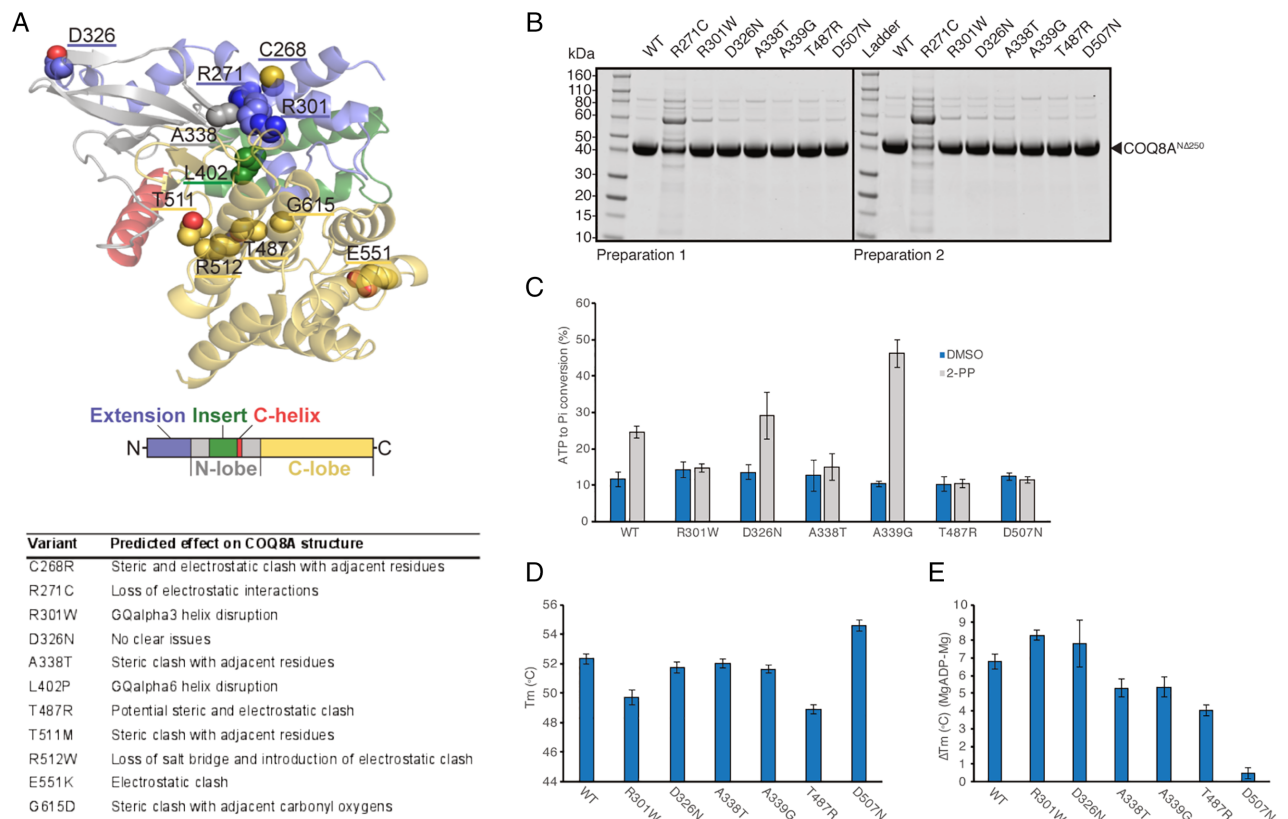 A
D326
C268
R271
R301
A338
L402
T511
G615
T487
R512
E551
Extension Insert C-helix
N
C
N-lobe
C-lobe
Variant Predicted effect on COQ8A structure
C268R Steric and electrostatic clash with adjacent residues
R271C Loss of electrostatic interactions
R301W GQalpha3 helix disruption
D326N No clear issues
A338T Steric clash with adjacent residues
L402P GQalpha6 helix disruption
T487R Potential steric and electrostatic clash
T511M Steric clash with adjacent residues
R512W Loss of salt bridge and introduction of electrostatic clash
E551K Electrostatic clash
G615D Steric clash with adjacent carbonyl oxygens
B
kDa WT R271C R301W D326N A338T A339G T487R D507N Ladder WT R271C R301W D326N A338T A339G T487R D507N
160
110
80
60
50
40
30
20
15
10
COQ8A^NΔ250
Preparation 1 Preparation 2
C
ATP to Pi conversion (%)
60
50
40
30
20
10
0
DMSO
2-PP
WT R301W D326N A338T A339G T487R D507N
D
Tm (°C)
56
54
52
50
48
46
44
WT R301W D326N A338T A339G T487R D507N
E
ΔTm (°C) (MgADP-Mg)
10
9
8
7
6
5
4
3
2
1
0
WT R301W D326N A338T A339G T487R D507N